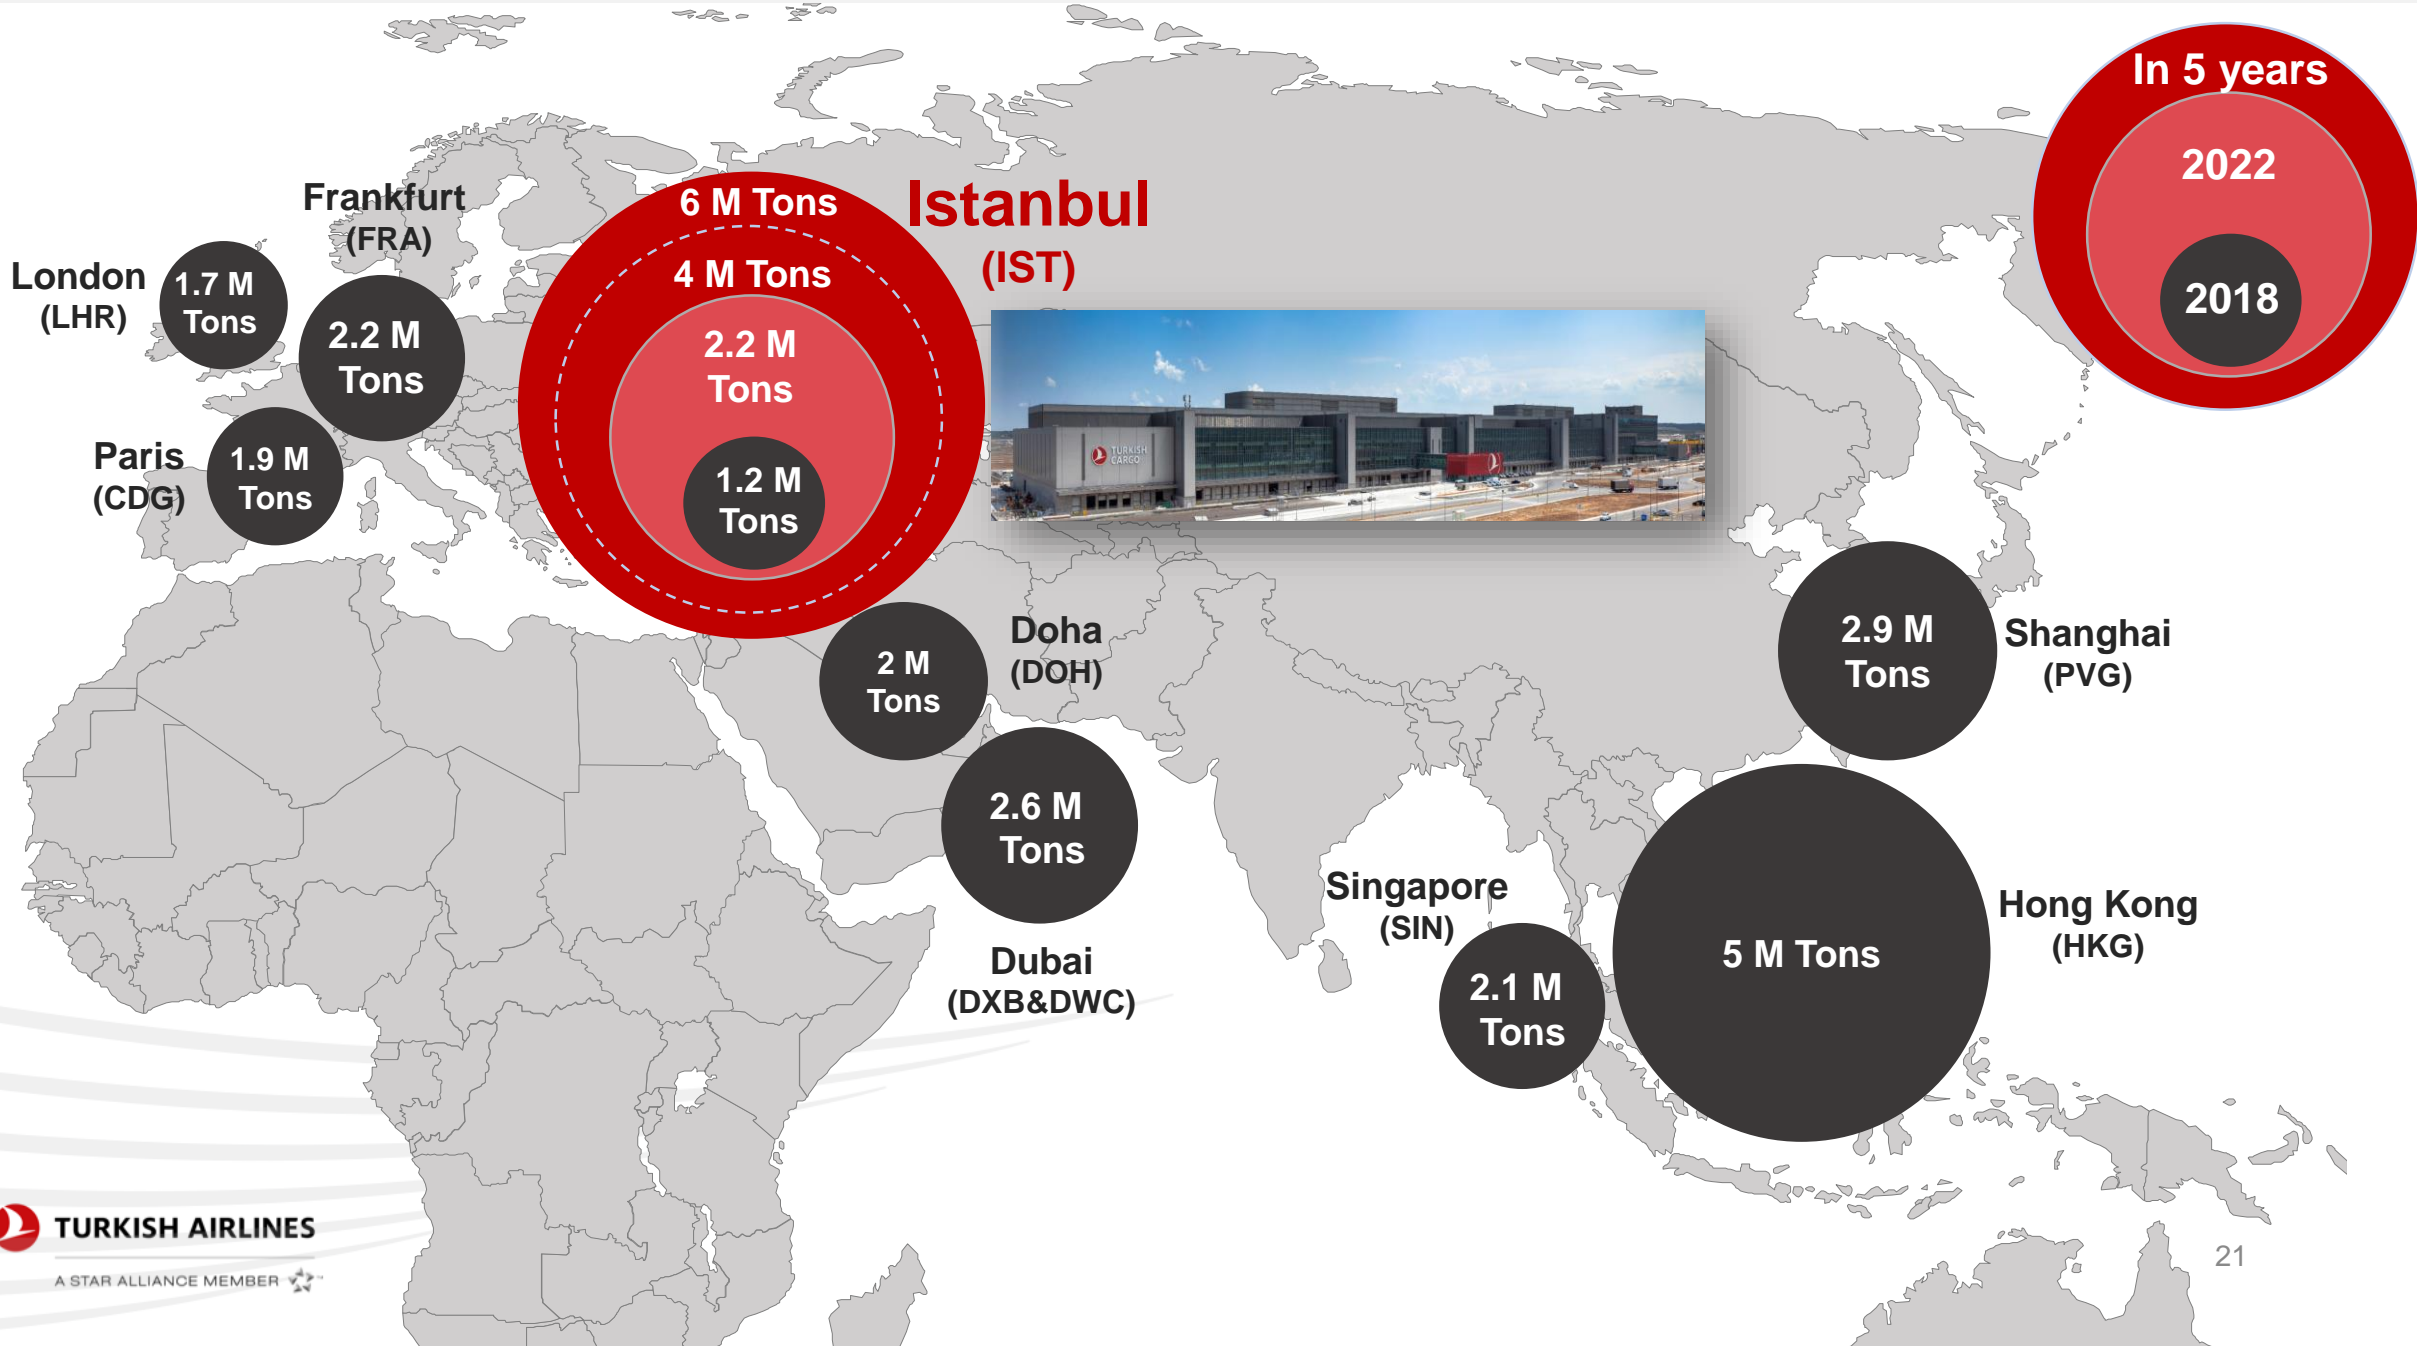 In 5 years
2022
2018
Frankfurt
(FRA)
2.2 M
Tons
London
(LHR)
1.7 M
Tons
Paris
(CDG)
1.9 M
Tons
Istanbul
(IST)
6 M Tons
4 M Tons
2.2 M
Tons
1.2 M
Tons
TURKISH
CARGO
Doha
(DOH)
2 M
Tons
2.6 M
Tons
Dubai
(DXB&DWC)
2.9 M
Tons
Shanghai
(PVG)
Singapore
(SIN)
2.1 M
Tons
5 M Tons
Hong Kong
(HKG)
TURKISH AIRLINES
A STAR ALLIANCE MEMBER
21